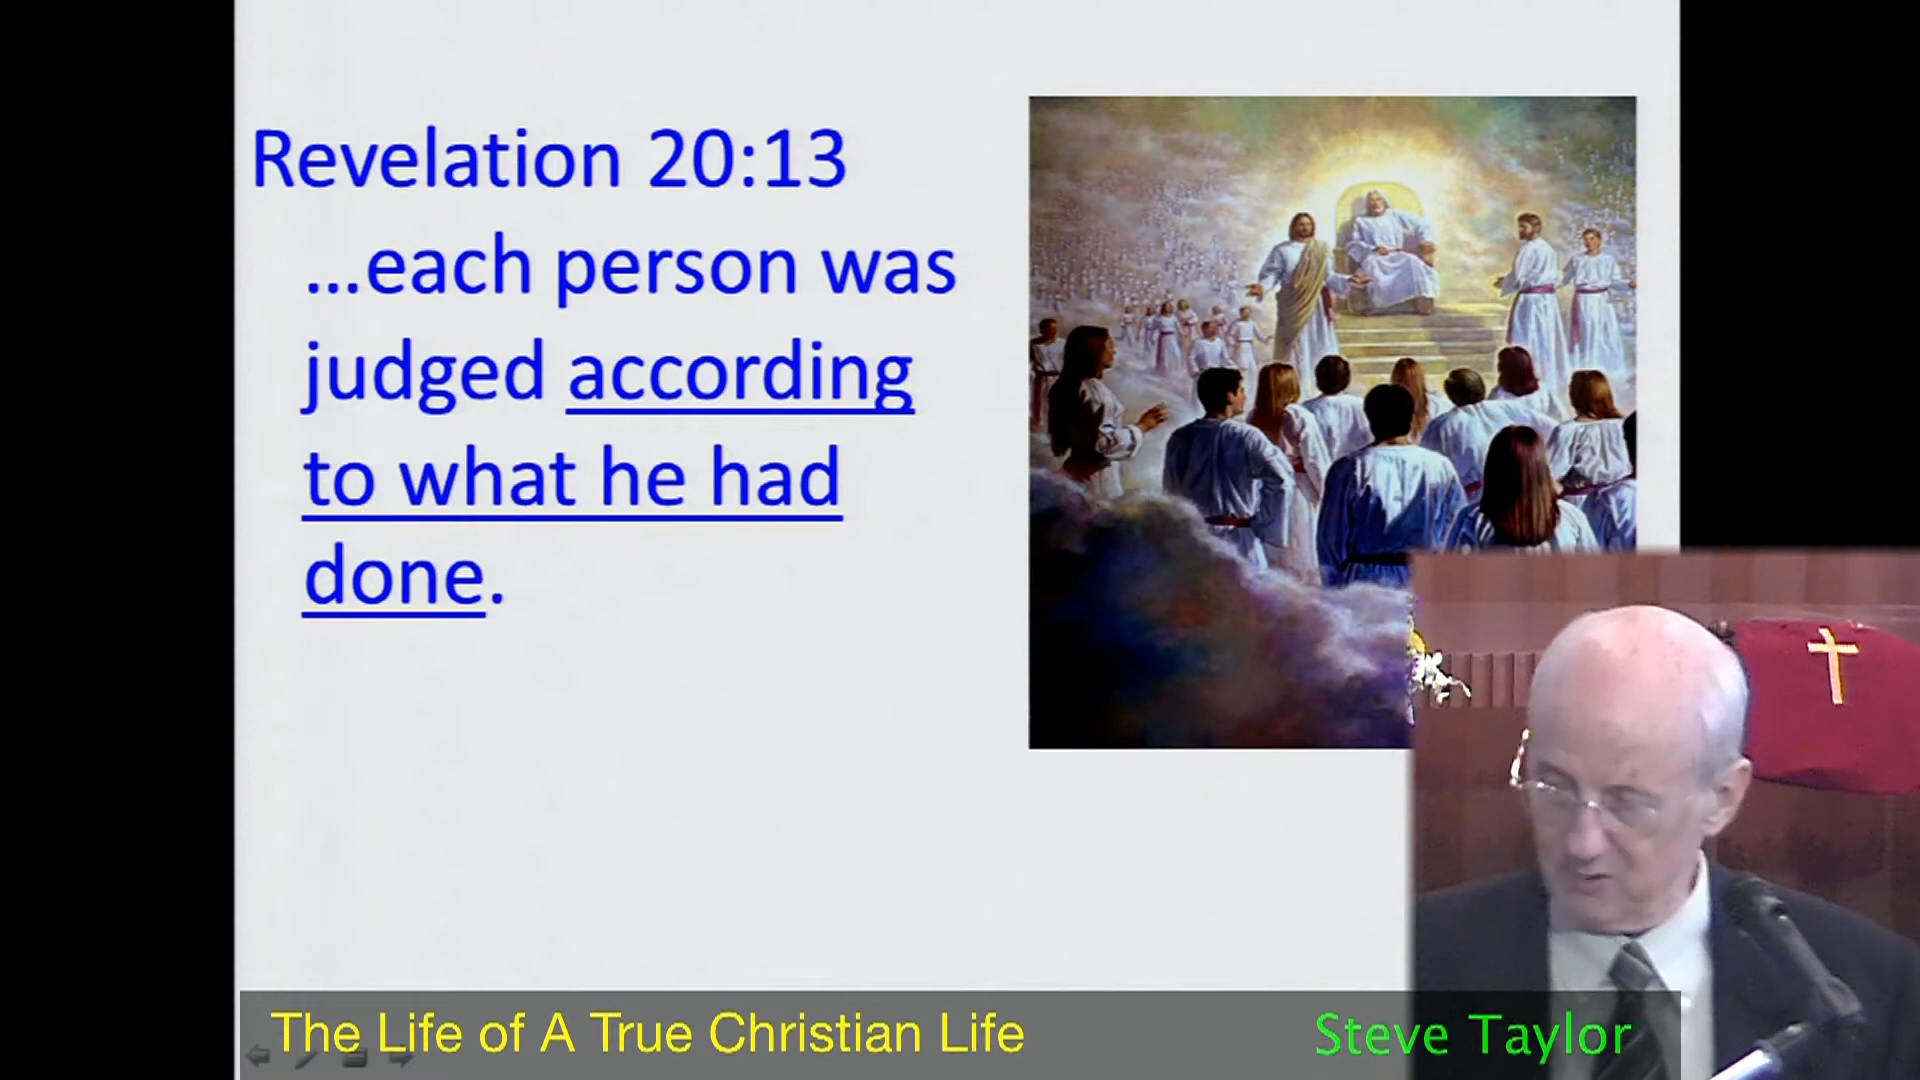 Revelation 20:13
...each person was
judged according
to what he had
done.
The Life of A True Christian Life
Steve Taylor